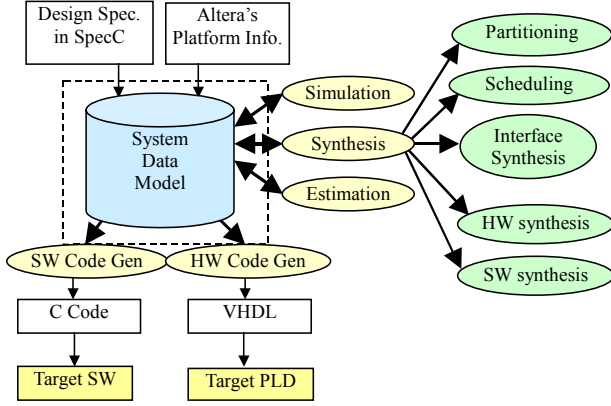 Design Spec.
in SpecC
Altera's
Platform Info.
Partitioning
Scheduling
Interface
Synthesis
HW synthesis
SW synthesis
Simulation
Synthesis
Estimation
System
Data
Model
SW Code Gen
HW Code Gen
C Code
VHDL
Target SW
Target PLD